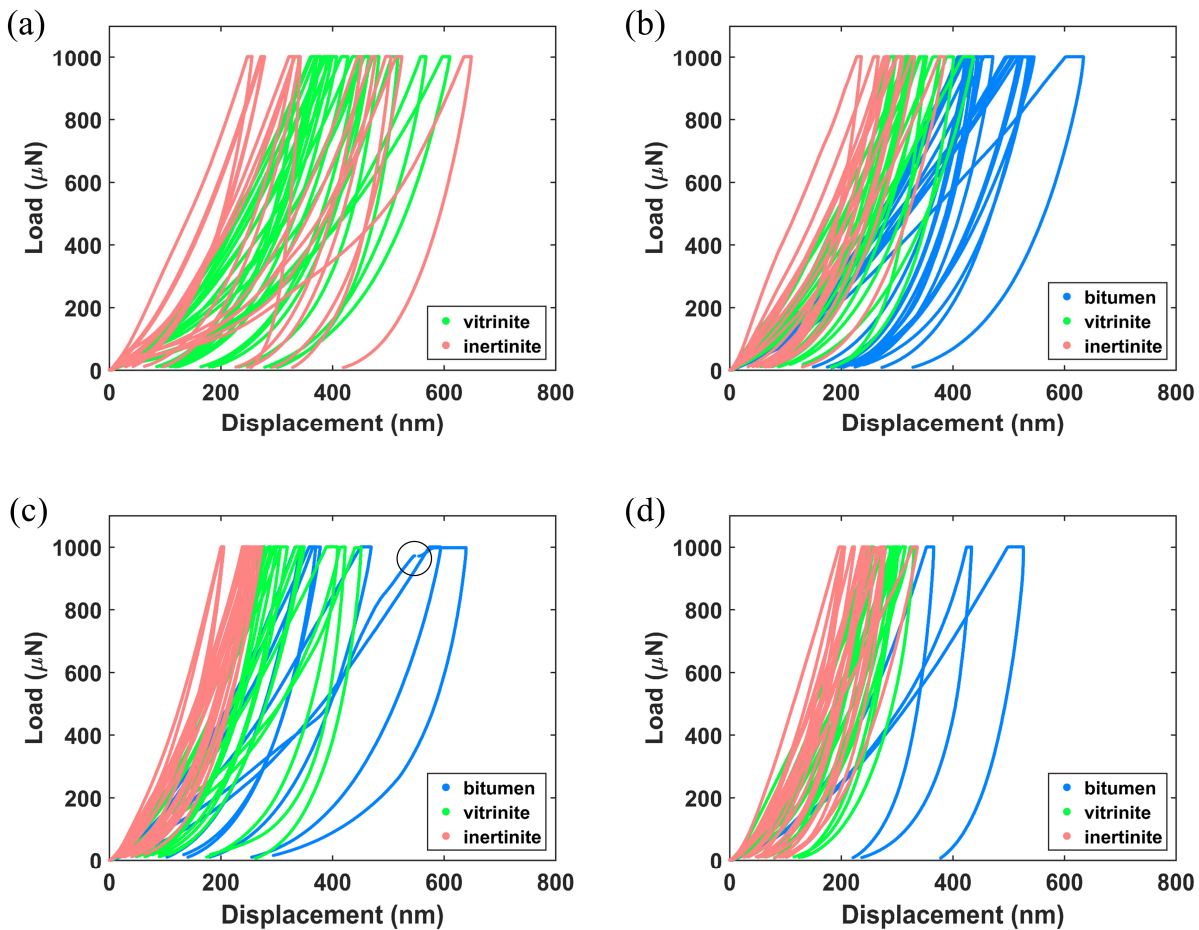 (a)
1000
800
600
400
200
0
Load (μN)
0 200 400 600 800
Displacement (nm)
vitrinite
inertinite
(b)
1000
800
600
400
200
0
Load (μN)
0 200 400 600 800
Displacement (nm)
bitumen
vitrinite
inertinite
(c)
1000
800
600
400
200
0
Load (μN)
0 200 400 600 800
Displacement (nm)
bitumen
vitrinite
inertinite
(d)
1000
800
600
400
200
0
Load (μN)
0 200 400 600 800
Displacement (nm)
bitumen
vitrinite
inertinite